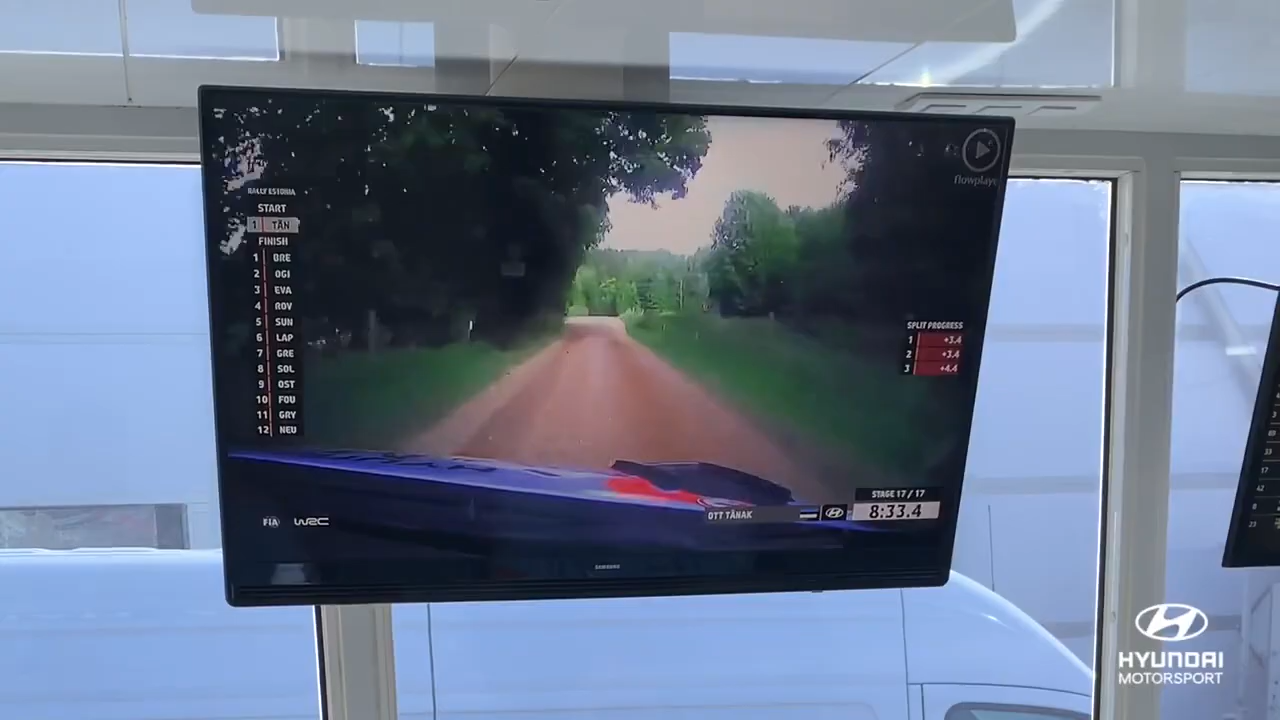 flowplayer
RALLY ESTONIA
START
1 TÄN
FINISH
1 BRE
2 OGI
3 EVA
4 ROV
5 SUN
6 LAP
7 GRE
8 SOL
9 OST
10 FOU
11 GRY
12 NEU
SPLIT PROGRESS
1 +3.4
2 +3.4
3 +4.4
STAGE 17 / 17
OTT TÄNAK
8:33.4
FIA WRC
SAMSUNG
HYUNDAI
MOTORSPORT